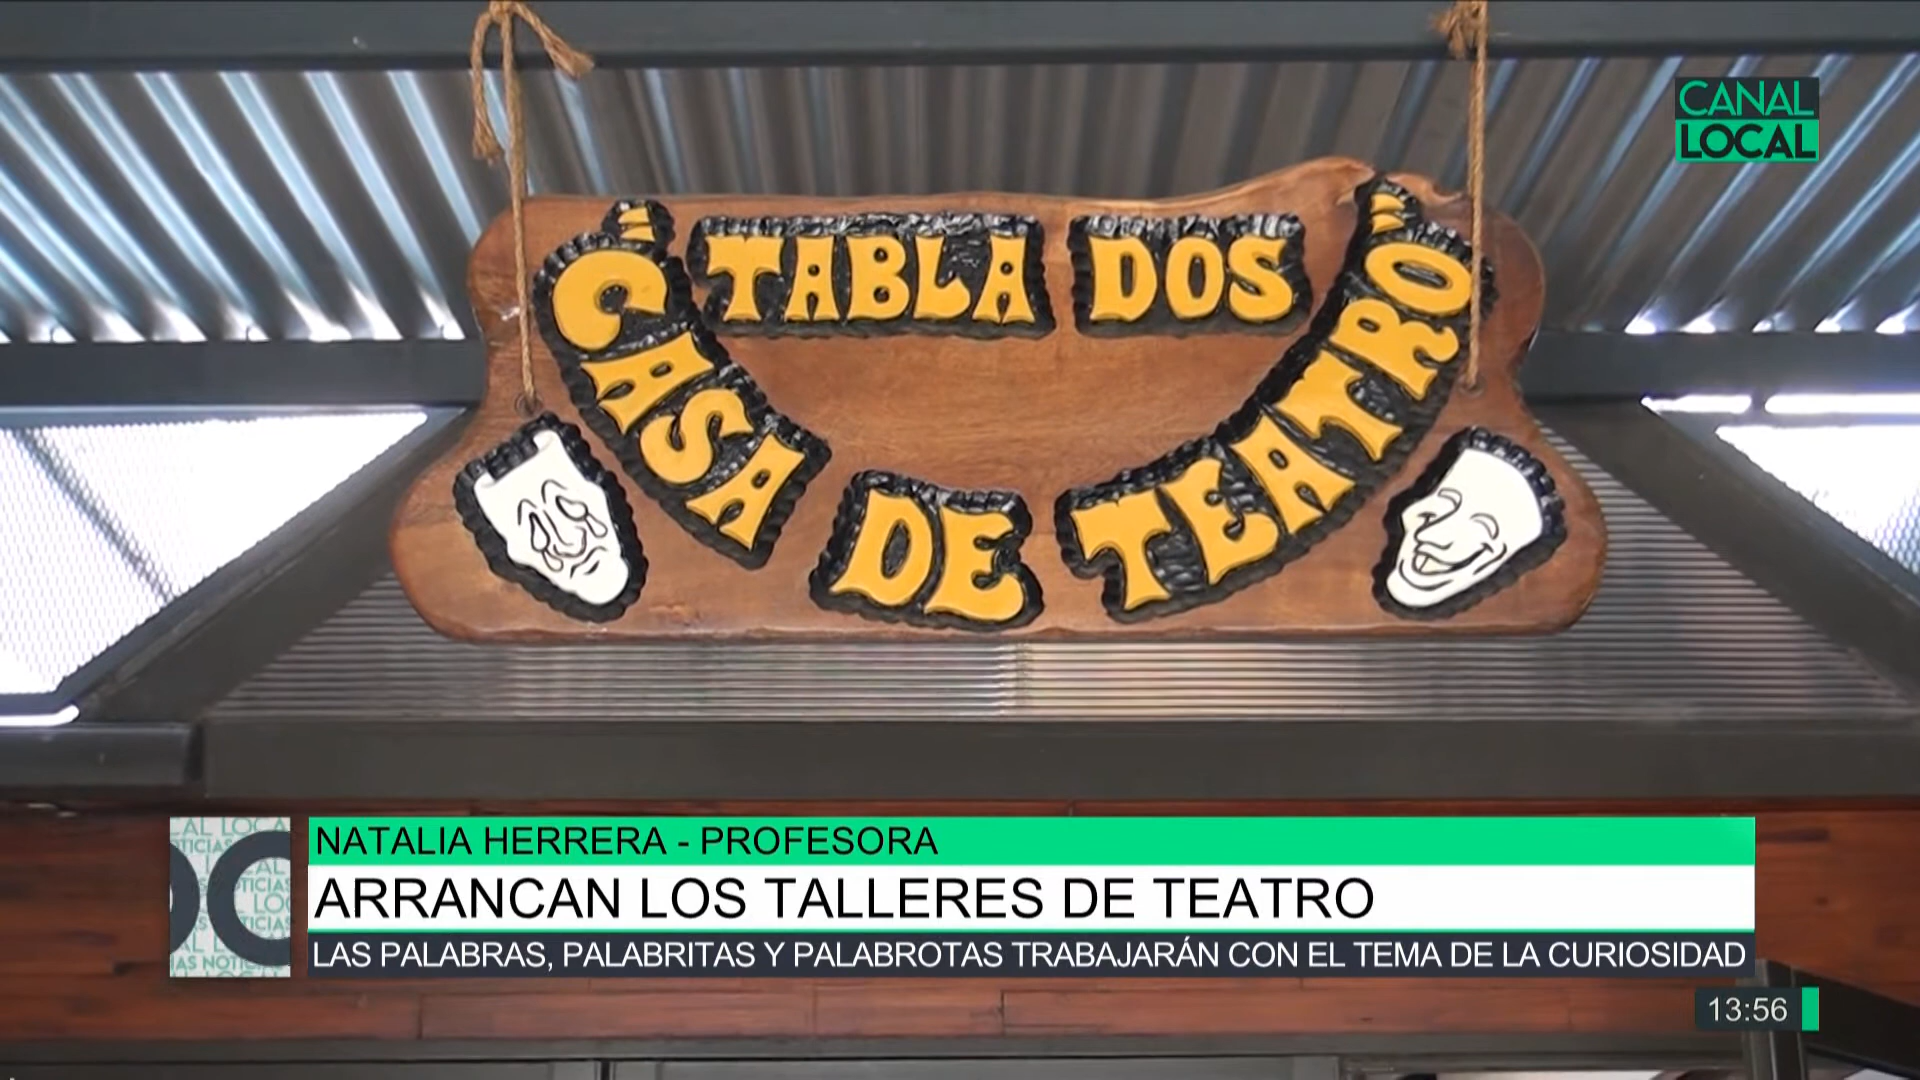 CANAL
LOCAL
TABLA DOS
"CASA DE TEATRO"
NATALIA HERRERA - PROFESORA
ARRANCAN LOS TALLERES DE TEATRO
LAS PALABRAS, PALABRITAS Y PALABROTAS TRABAJARÁN CON EL TEMA DE LA CURIOSIDAD
13:56